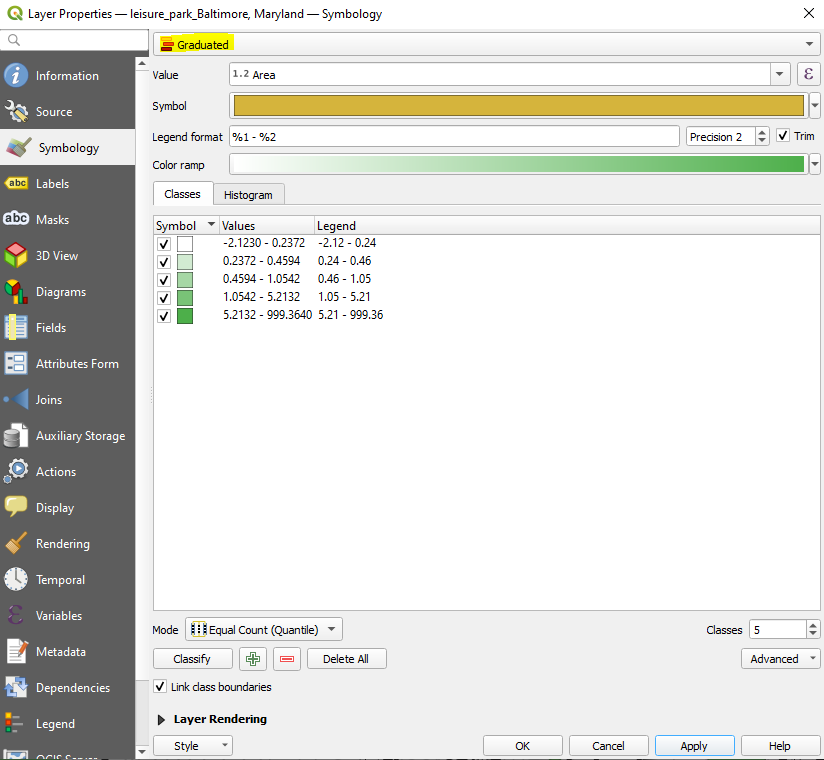 Layer Properties — leisure_park_Baltimore, Maryland — Symbology
Graduated
Information
Source
Symbology
abc Labels
abc Masks
3D View
Diagrams
Fields
Attributes Form
Joins
Auxiliary Storage
Actions
Display
Rendering
Temporal
Variables
Metadata
Dependencies
Legend
Value 1.2 Area ε
Symbol
Legend format %1 - %2 Precision 2 Trim
Color ramp
Classes Histogram
Symbol Values Legend
-2.1230 - 0.2372 -2.12 - 0.24
0.2372 - 0.4594 0.24 - 0.46
0.4594 - 1.0542 0.46 - 1.05
1.0542 - 5.2132 1.05 - 5.21
5.2132 - 999.3640 5.21 - 999.36
Mode Equal Count (Quantile) Classes 5
Classify Delete All Advanced
Link class boundaries
Layer Rendering
Style OK Cancel Apply Help